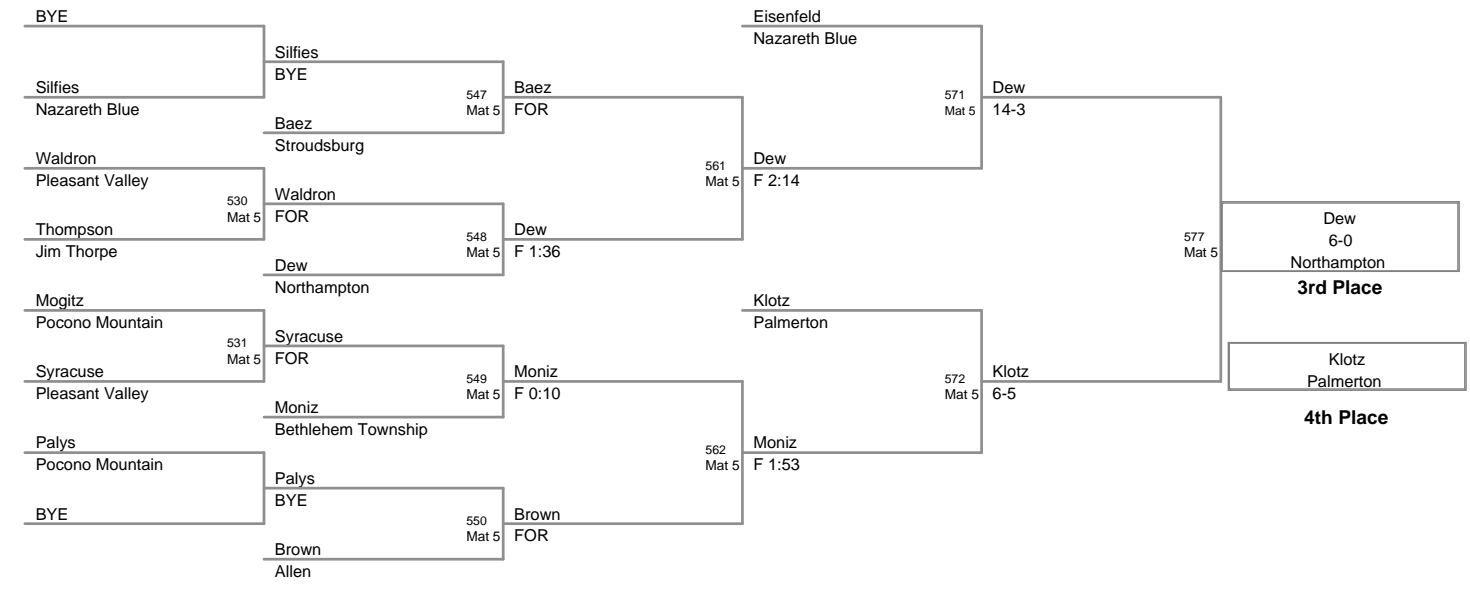 BYE
Silfies
Nazareth Blue
Waldron
Pleasant Valley
530
Mat 5
Thompson
Jim Thorpe
Mogitz
Pocono Mountain
531
Mat 5
Syracuse
Pleasant Valley
Palys
Pocono Mountain
BYE
Silfies
BYE
547
Mat 5
Baez
Stroudsburg
Waldron
FOR
548
Mat 5
Dew
Northampton
Syracuse
FOR
549
Mat 5
Moniz
Bethlehem Township
Palys
BYE
550
Mat 5
Brown
Allen
Baez
FOR
561
Mat 5
Dew
F 1:36
Moniz
F 0:10
562
Mat 5
Brown
FOR
Eisenfeld
Nazareth Blue
571
Mat 5
Dew
F 2:14
Klotz
Palmerton
572
Mat 5
Moniz
F 1:53
Dew
14-3
577
Mat 5
Klotz
6-5
Dew
6-0
Northampton
3rd Place
Klotz
Palmerton
4th Place